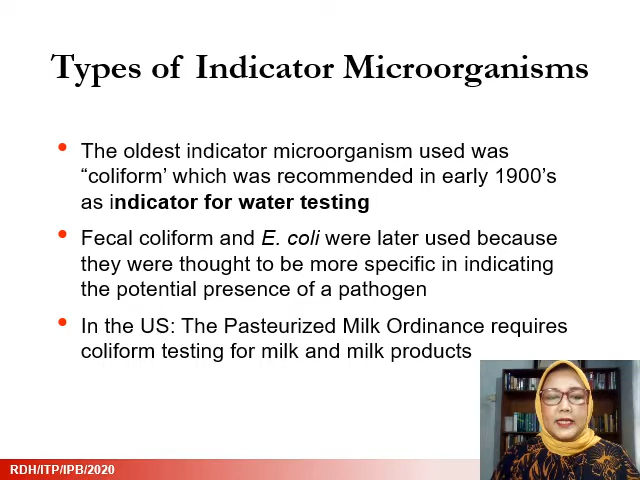 Types of Indicator Microorganisms
• The oldest indicator microorganism used was
“coliform’ which was recommended in early 1900’s
as indicator for water testing
• Fecal coliform and E. coli were later used because
they were thought to be more specific in indicating
the potential presence of a pathogen
• In the US: The Pasteurized Milk Ordinance requires
coliform testing for milk and milk products
RDH/ITP/IPB/2020